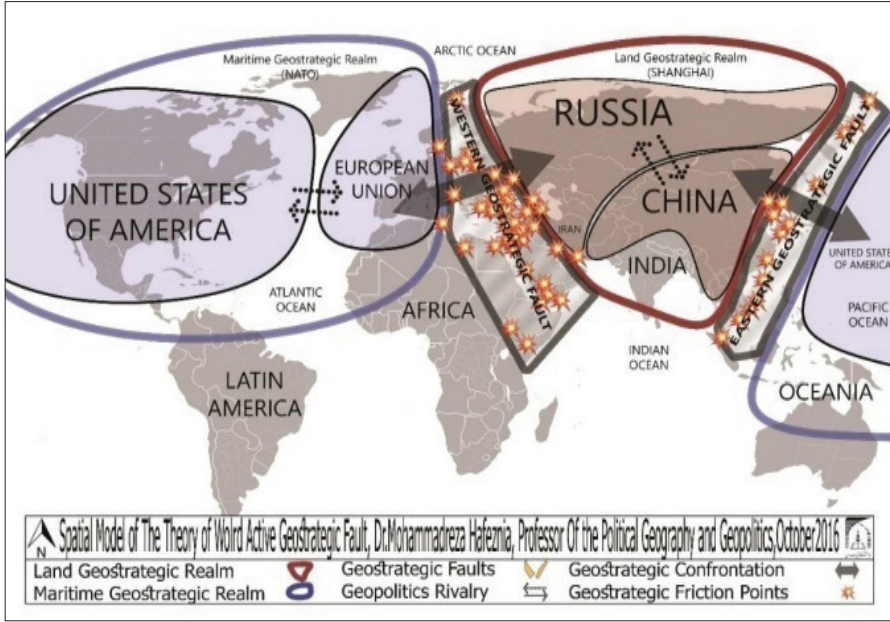 ARCTIC OCEAN
Maritime Geostrategic Realm
(NATO)
Land Geostrategic Realm
(SHANGHAI)
RUSSIA
WESTERN GEOSTRATEGIC FAULT
EASTERN GEOSTRATEGIC FAULT
EUROPEAN
UNION
UNITED STATES
OF AMERICA
CHINA
IRAN
INDIA
UNITED STATES
OF AMERICA
ATLANTIC
OCEAN
AFRICA
PACIFIC
OCEAN
INDIAN
OCEAN
LATIN
AMERICA
OCEANIA
N
Spatial Model of The Theory of Wolrd Active Geostrategic Fault, Dr.Mohammadreza Hafeznia, Professor Of the Political Geography and Geopolitics,October2016
Land Geostrategic Realm Geostrategic Faults Geostrategic Confrontation
Maritime Geostrategic Realm Geopolitics Rivalry Geostrategic Friction Points